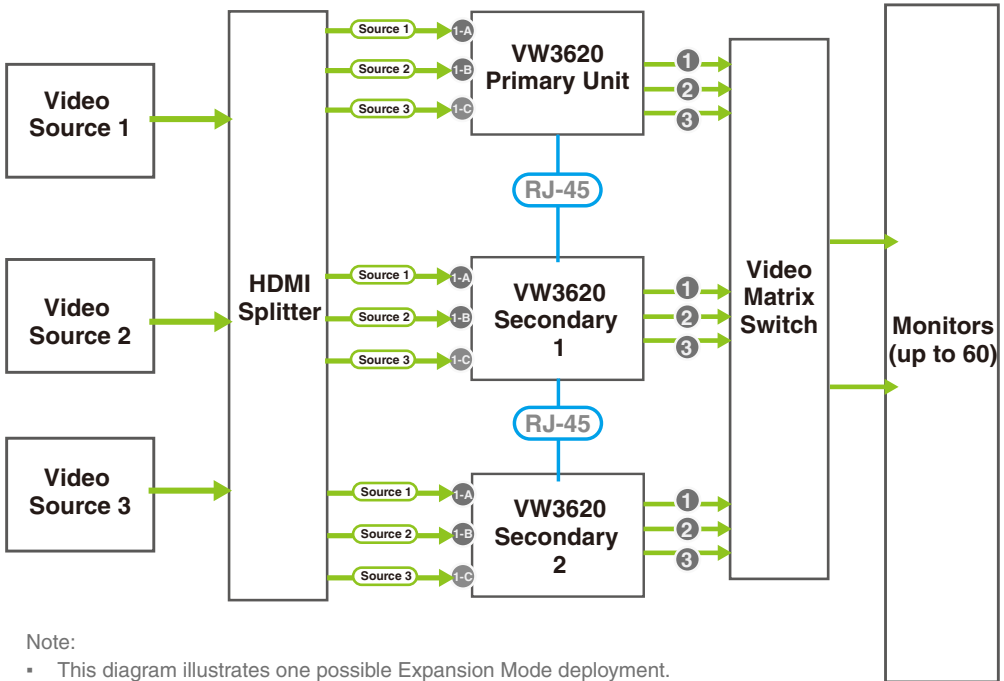 Video
Source 1
Video
Source 2
Video
Source 3
HDMI
Splitter
Source 1
1-A
Source 2
1-B
Source 3
1-C
VW3620
Primary Unit
1
2
3
RJ-45
Source 1
1-A
Source 2
1-B
Source 3
1-C
VW3620
Secondary
1
1
2
3
RJ-45
Source 1
1-A
Source 2
1-B
Source 3
1-C
VW3620
Secondary
2
1
2
3
Video
Matrix
Switch
Monitors
(up to 60)
Note:
▪ This diagram illustrates one possible Expansion Mode deployment.